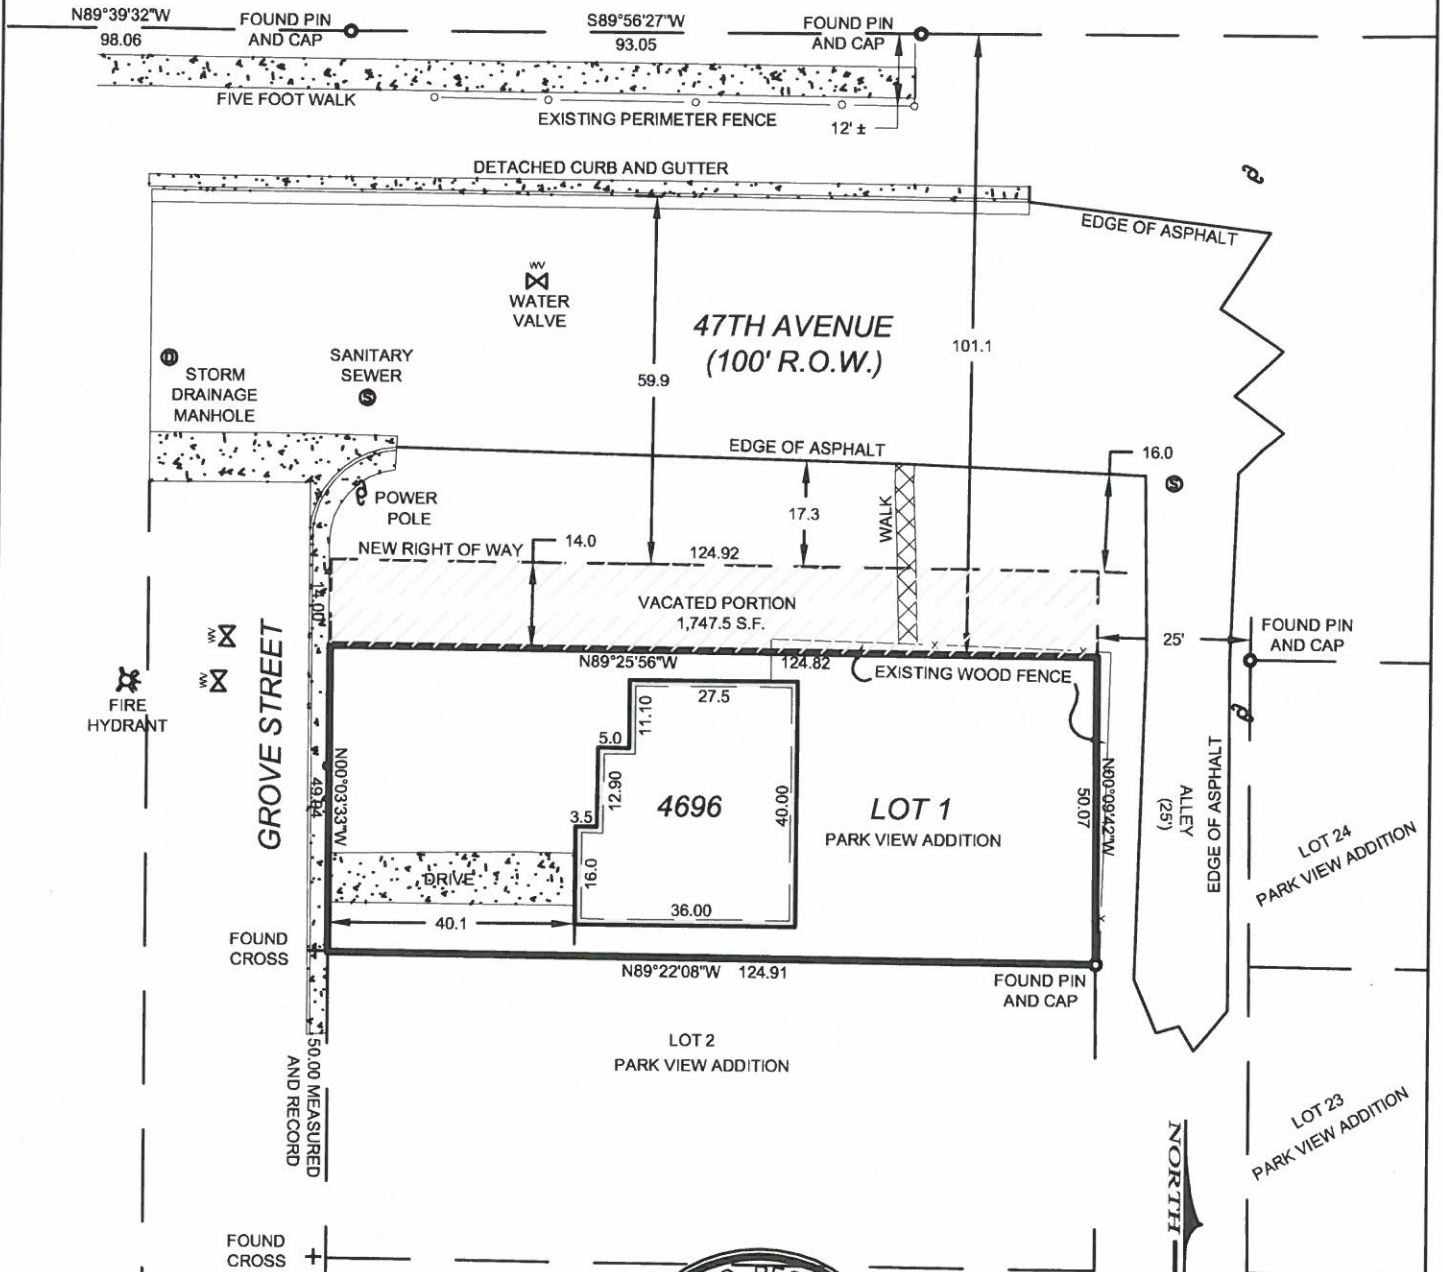 N89°39'32"W
98.06
FOUND PIN
AND CAP
S89°56'27"W
93.05
FOUND PIN
AND CAP
FIVE FOOT WALK
EXISTING PERIMETER FENCE
12' ±
DETACHED CURB AND GUTTER
EDGE OF ASPHALT
WV
WATER
VALVE
47TH AVENUE
(100' R.O.W.)
101.1
59.9
D
STORM
DRAINAGE
MANHOLE
SANITARY
SEWER
S
EDGE OF ASPHALT
16.0
S
POWER
POLE
17.3
WALK
NEW RIGHT OF WAY
14.0
124.92
14.00
VACATED PORTION
1,747.5 S.F.
WV
WV
FIRE
HYDRANT
GROVE STREET
25'
FOUND PIN
AND CAP
N89°25'56"W
124.82
EXISTING WOOD FENCE
27.5
11.10
5.0
12.90
3.5
16.0
4696
40.00
36.00
LOT 1
PARK VIEW ADDITION
N00°03'33"W
49.94
N00°09'42"W
50.07
ALLEY
(25')
EDGE OF ASPHALT
LOT 24
PARK VIEW ADDITION
DRIVE
40.1
FOUND
CROSS
N89°22'08"W 124.91
FOUND PIN
AND CAP
LOT 2
PARK VIEW ADDITION
50.00 MEASURED
AND RECORD
LOT 23
PARK VIEW ADDITION
NORTH
FOUND
CROSS